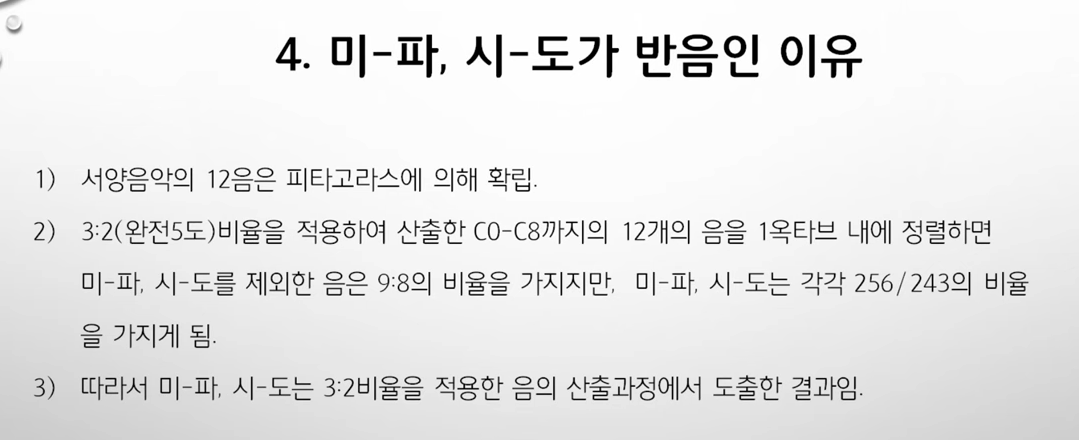 4. 미-파, 시-도가 반음인 이유
1) 서양음악의 12음은 피타고라스에 의해 확립.
2) 3:2(완전5도)비율을 적용하여 산출한 C0-C8까지의 12개의 음을 1옥타브 내에 정렬하면
미-파, 시-도를 제외한 음은 9:8의 비율을 가지지만, 미-파, 시-도는 각각 256/243의 비율
을 가지게 됨.
3) 따라서 미-파, 시-도는 3:2비율을 적용한 음의 산출과정에서 도출한 결과임.